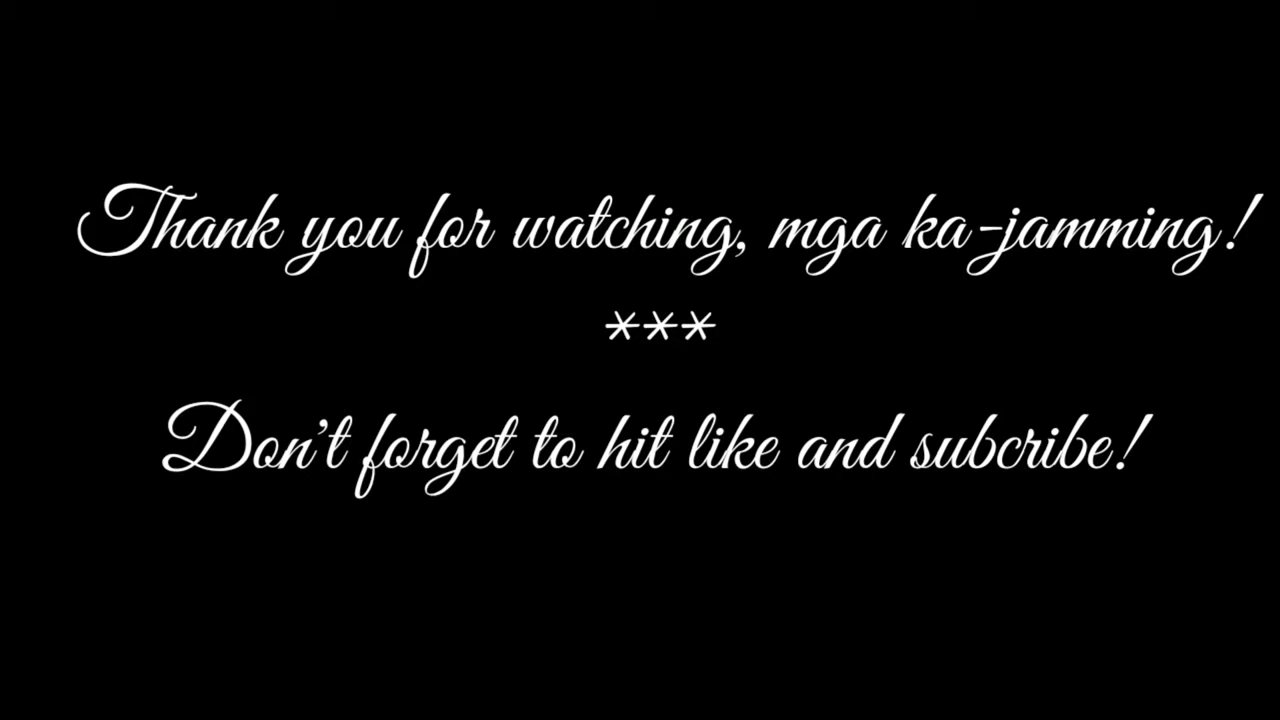 Thank you for watching, mga ka-jamming!
***
Don't forget to hit like and subcribe!